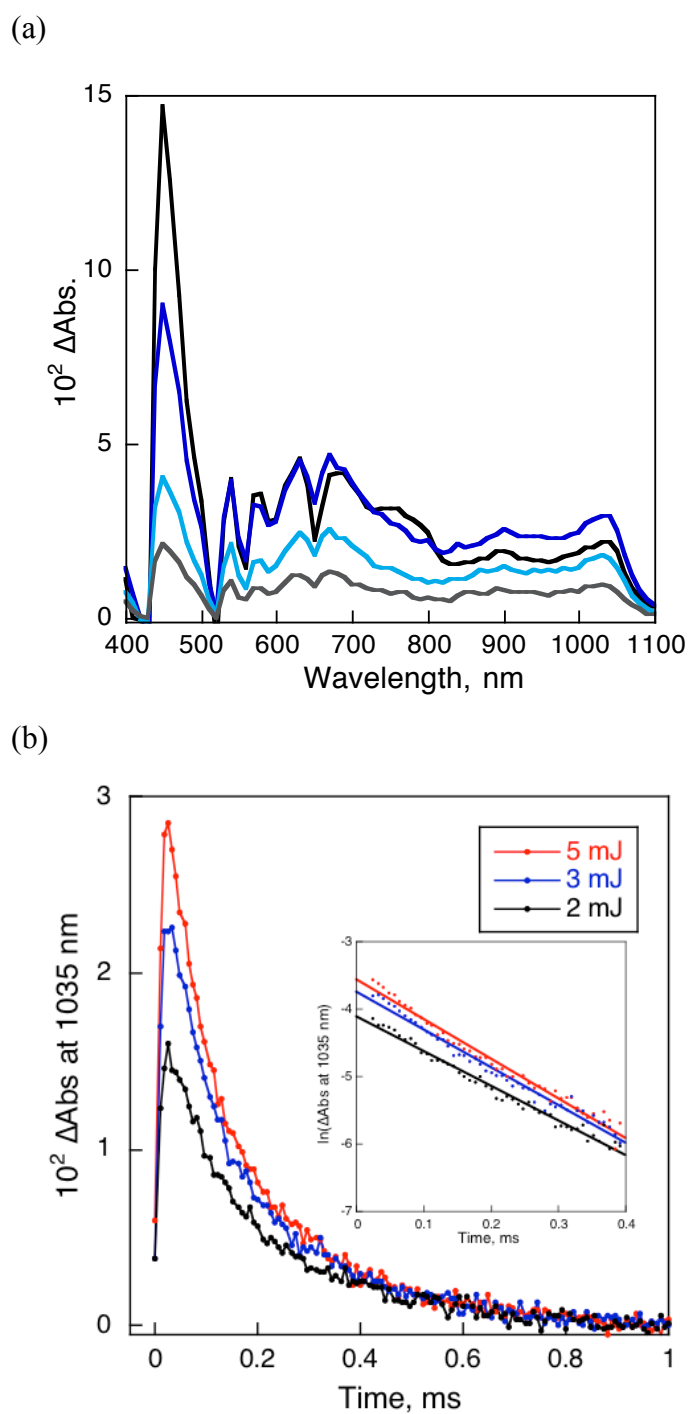 (a)
15
10
5
0
10² ΔAbs.
400 500 600 700 800 900 1000 1100
Wavelength, nm
(b)
3
2
1
0
10² ΔAbs at 1035 nm
5 mJ
3 mJ
2 mJ
-3
-4
-5
-6
-7
ln(ΔAbs at 1035 nm)
0 0.1 0.2 0.3 0.4
Time, ms
0 0.2 0.4 0.6 0.8 1
Time, ms